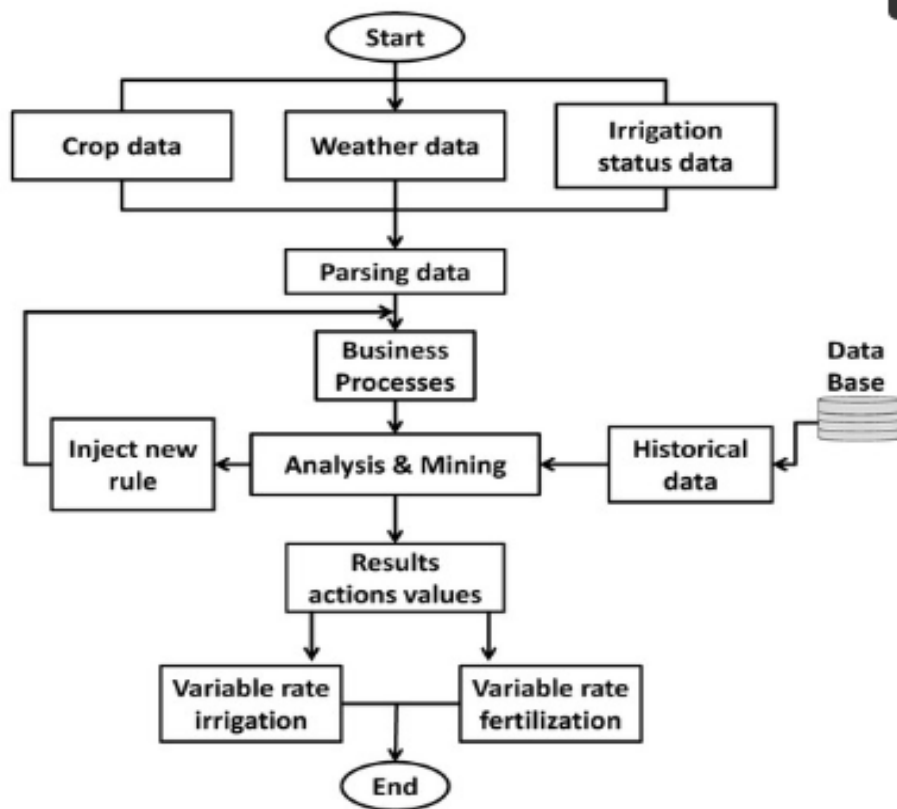 Start
Crop data
Weather data
Irrigation
status data
Parsing data
Business
Processes
Data
Base
Inject new
rule
Analysis & Mining
Historical
data
Results
actions values
Variable rate
irrigation
Variable rate
fertilization
End